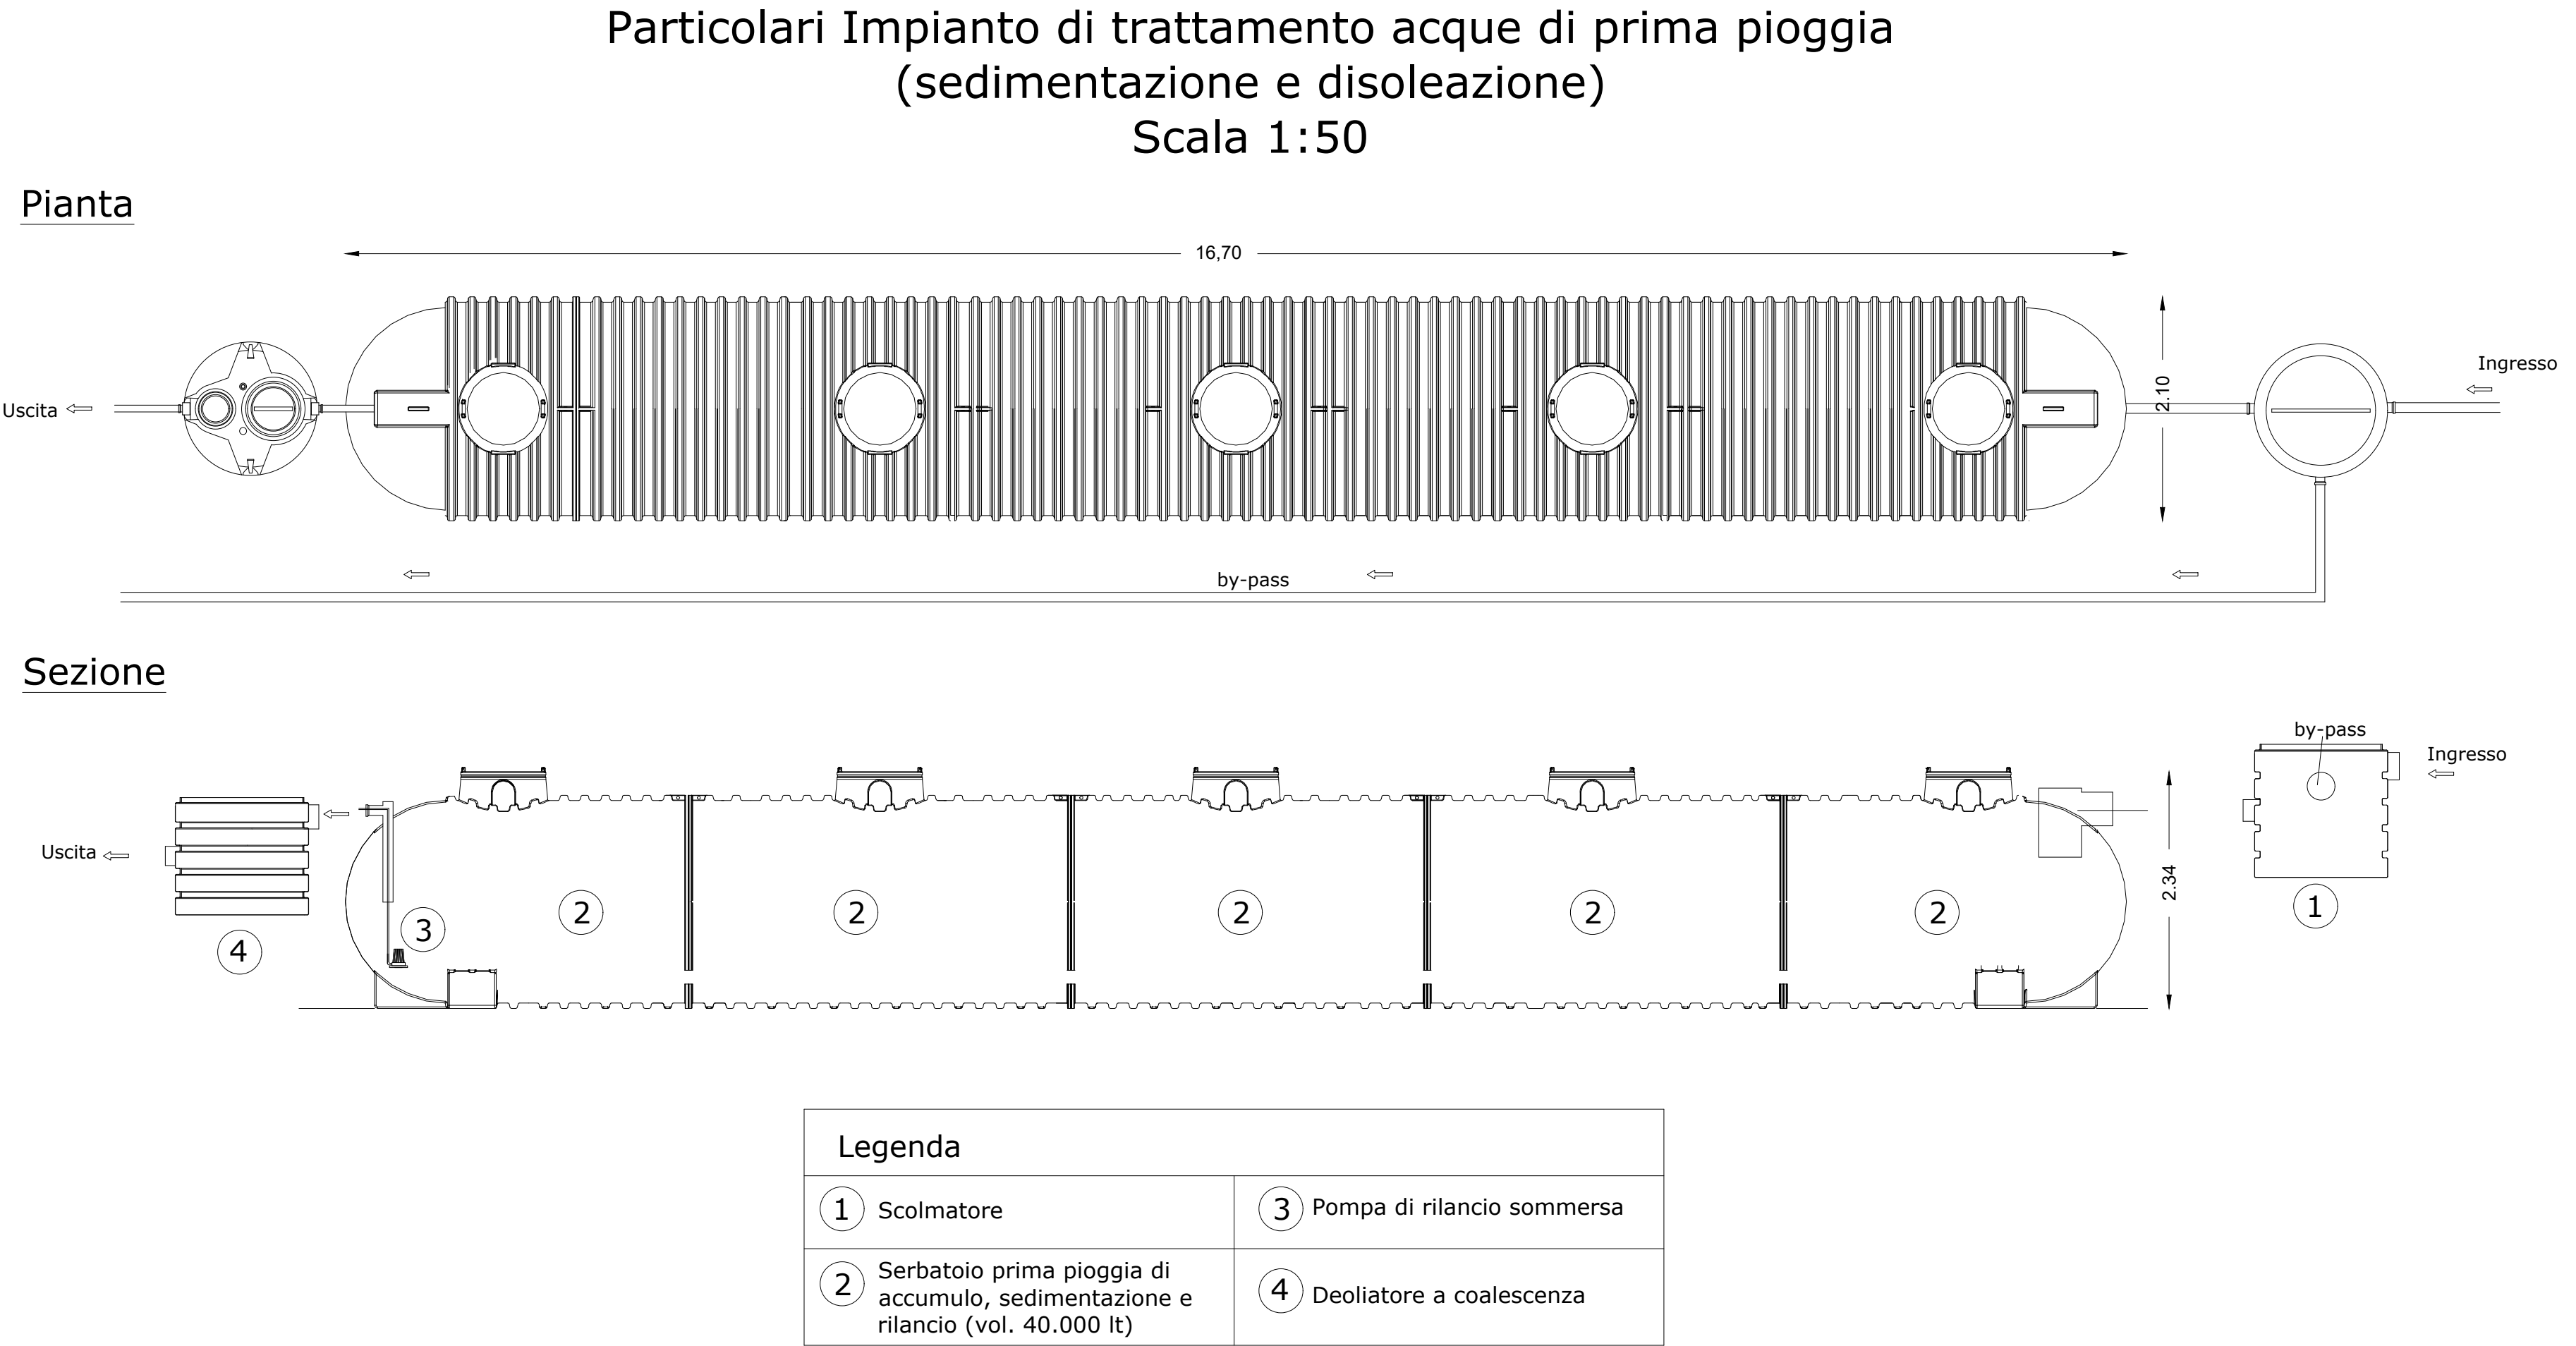 Particolari Impianto di trattamento acque di prima pioggia
(sedimentazione e disoleazione)
Scala 1:50
Pianta
16,70
2.10
Ingresso
Uscita
by-pass
Sezione
by-pass
Ingresso
Uscita
2.34
1
2
2
2
2
2
3
4
Legenda
1 Scolmatore
3 Pompa di rilancio sommersa
2 Serbatoio prima pioggia di
accumulo, sedimentazione e
rilancio (vol. 40.000 lt)
4 Deoliatore a coalescenza